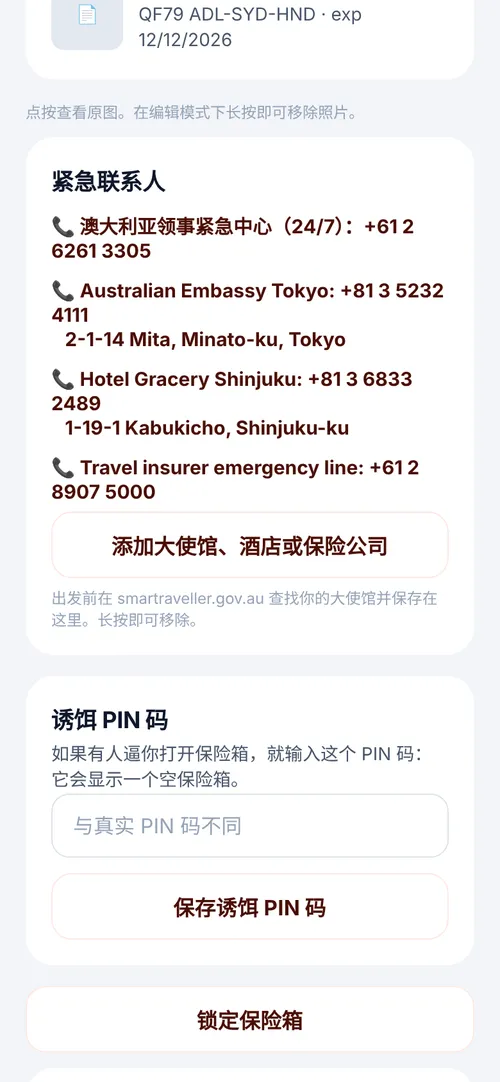 QF79 ADL-SYD-HND · exp
12/12/2026
点按查看原图。在编辑模式下长按即可移除照片。
紧急联系人
📞 澳大利亚领事紧急中心（24/7）：+61 2
6261 3305
📞 Australian Embassy Tokyo: +81 3 5232
4111
2-1-14 Mita, Minato-ku, Tokyo
📞 Hotel Gracery Shinjuku: +81 3 6833
2489
1-19-1 Kabukicho, Shinjuku-ku
📞 Travel insurer emergency line: +61 2
8907 5000
添加大使馆、酒店或保险公司
出发前在 smartraveller.gov.au 查找你的大使馆并保存在
这里。长按即可移除。
诱饵 PIN 码
如果有人逼你打开保险箱，就输入这个 PIN 码：
它会显示一个空保险箱。
与真实 PIN 码不同
保存诱饵 PIN 码
锁定保险箱